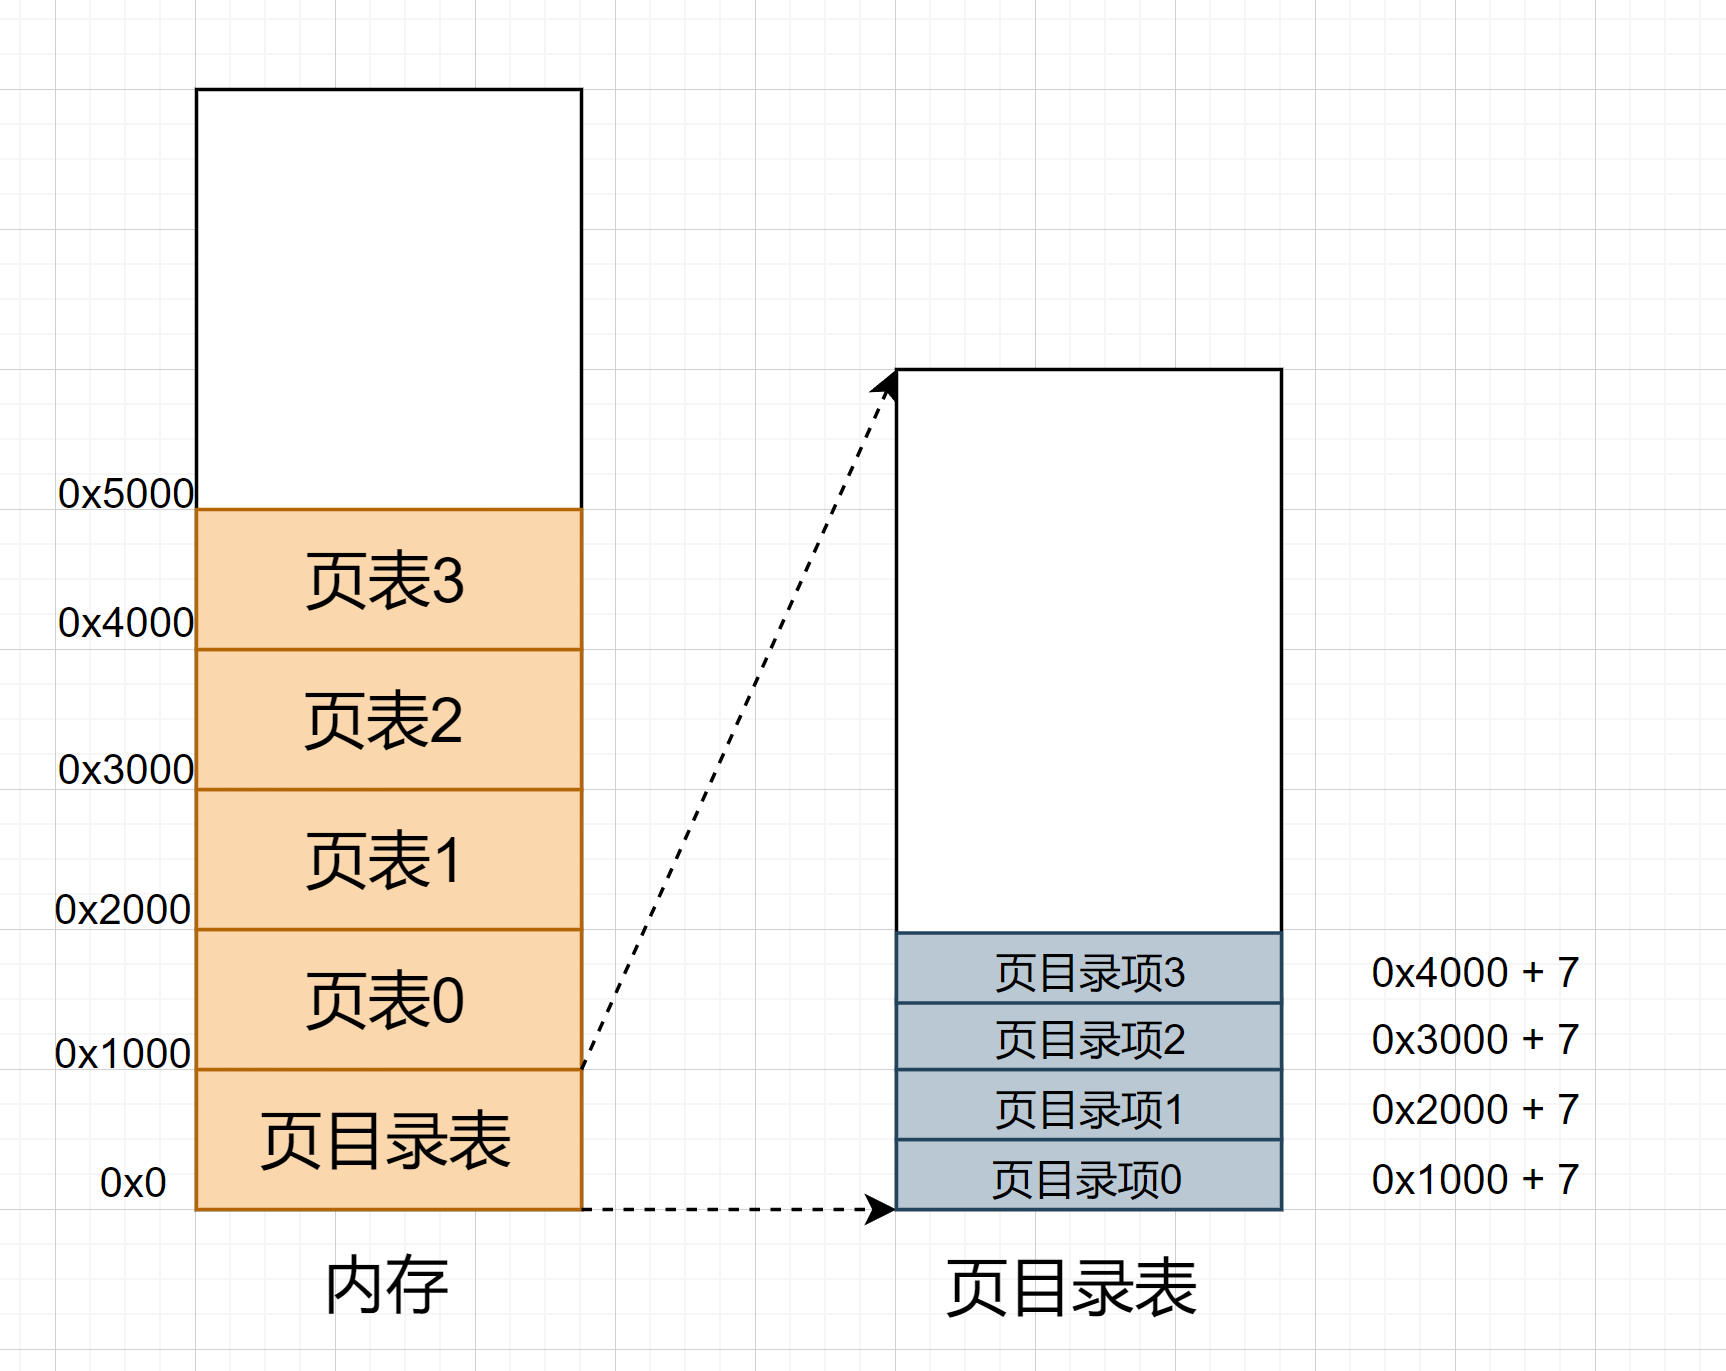 0x5000
页表3
0x4000
页表2
0x3000
页表1
0x2000
页表0
0x1000
页目录表
0x0
内存
页目录项3 0x4000 + 7
页目录项2 0x3000 + 7
页目录项1 0x2000 + 7
页目录项0 0x1000 + 7
页目录表